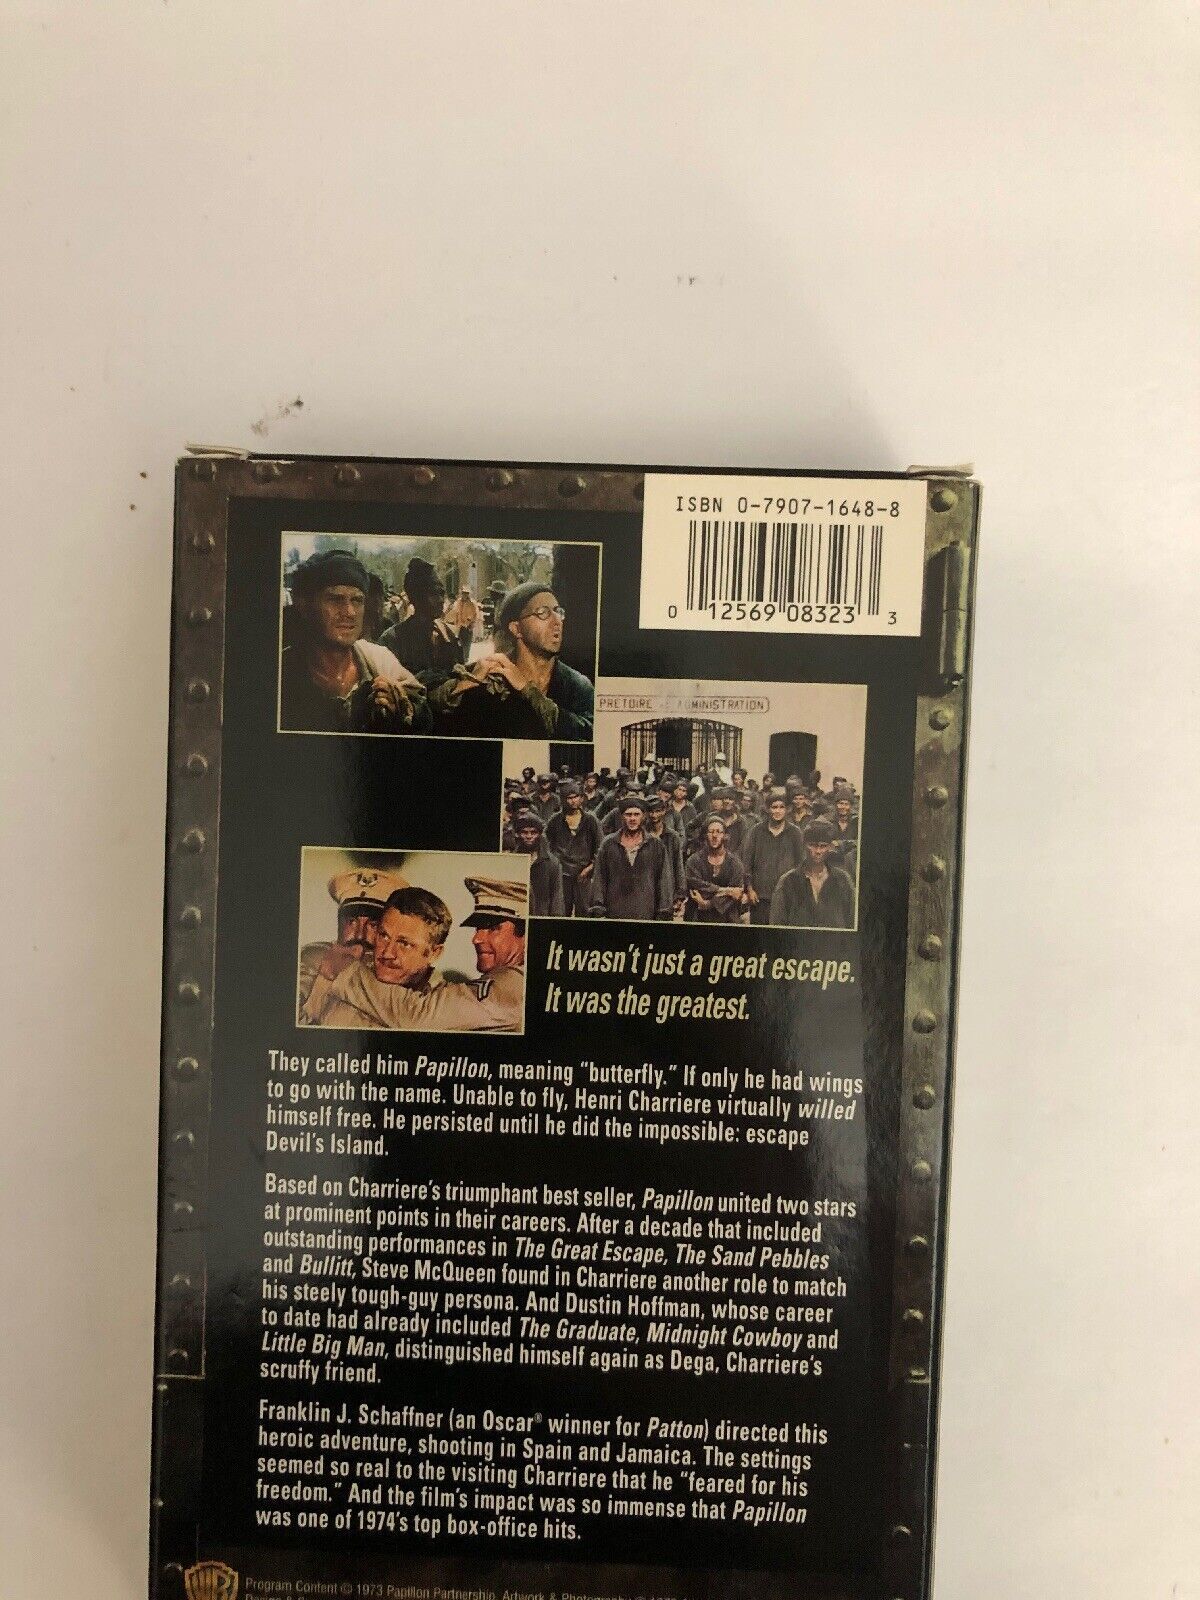 ISBN 0-7907-1648-8
0 12569 08323 3
PRETOIRE ADMINISTRATION
It wasn't just a great escape.
It was the greatest.
They called him Papillon, meaning "butterfly." If only he had wings
to go with the name. Unable to fly, Henri Charriere virtually willed
himself free. He persisted until he did the impossible: escape
Devil's Island.
Based on Charriere's triumphant best seller, Papillon united two stars
at prominent points in their careers. After a decade that included
outstanding performances in The Great Escape, The Sand Pebbles
and Bullitt, Steve McQueen found in Charriere another role to match
his steely tough-guy persona. And Dustin Hoffman, whose career
to date had already included The Graduate, Midnight Cowboy and
Little Big Man, distinguished himself again as Dega, Charriere's
scruffy friend.
Franklin J. Schaffner (an Oscar® winner for Patton) directed this
heroic adventure, shooting in Spain and Jamaica. The settings
seemed so real to the visiting Charriere that he "feared for his
freedom." And the film's impact was so immense that Papillon
was one of 1974's top box-office hits.
WB
Program Content © 1973 Papillon Partnership. Artwork & Photography ©